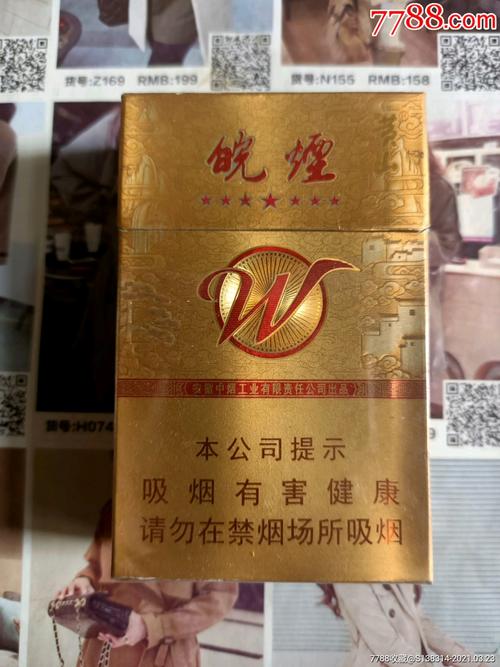 7788.com
货号:Z169 RMB:199
货号:N155 RMB:158
皖烟
W
安徽中烟工业有限责任公司出品
货号:H074
本公司提示
吸烟有害健康
请勿在禁烟场所吸烟
7788收藏@S138314-2021.03.23